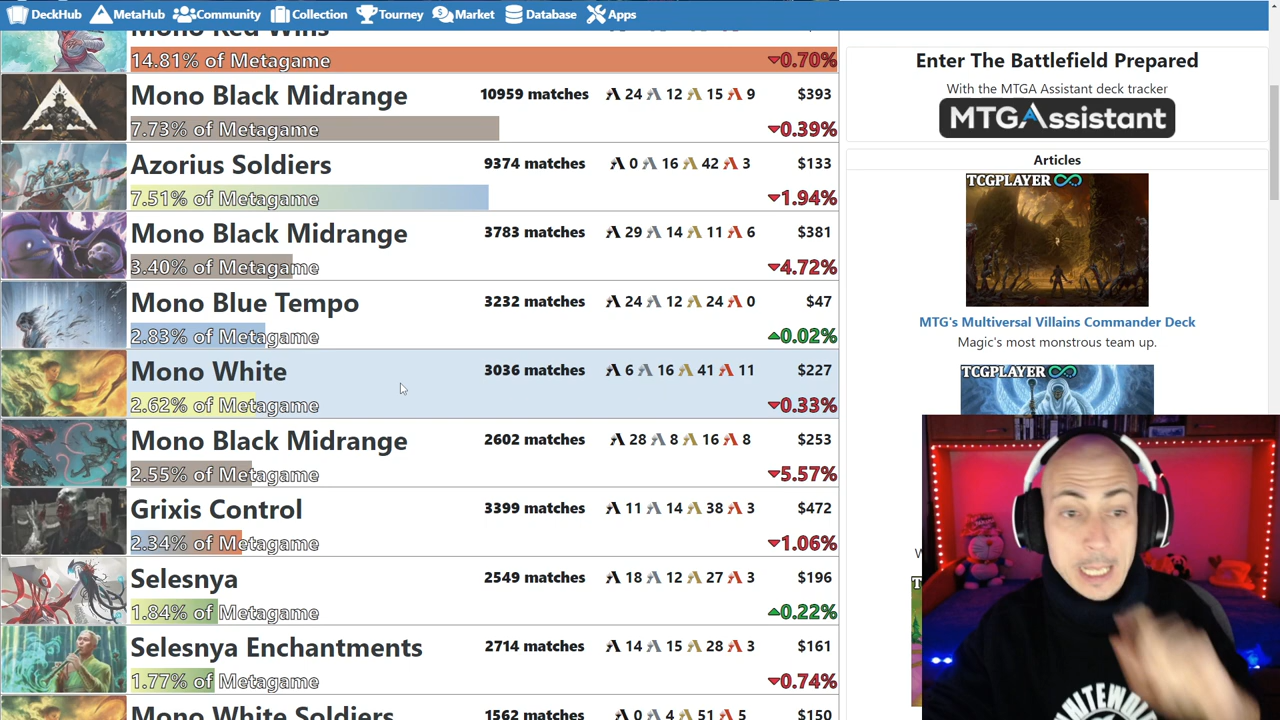 DeckHub MetaHub Community Collection Tourney Market Database Apps
Mono Red Wins
14.81% of Metagame 0.70%
Mono Black Midrange 10959 matches 24 12 15 9 $393
7.73% of Metagame 0.39%
Azorius Soldiers 9374 matches 0 16 42 3 $133
7.51% of Metagame 1.94%
Mono Black Midrange 3783 matches 29 14 11 6 $381
3.40% of Metagame 4.72%
Mono Blue Tempo 3232 matches 24 12 24 0 $47
2.83% of Metagame 0.02%
Mono White 3036 matches 6 16 41 11 $227
2.62% of Metagame 0.33%
Mono Black Midrange 2602 matches 28 8 16 8 $253
2.55% of Metagame 5.57%
Grixis Control 3399 matches 11 14 38 3 $472
2.34% of Metagame 1.06%
Selesnya 2549 matches 18 12 27 3 $196
1.84% of Metagame 0.22%
Selesnya Enchantments 2714 matches 14 15 28 3 $161
1.77% of Metagame 0.74%
Mono White Soldiers 1562 matches 0 4 51 5 $150
Enter The Battlefield Prepared
With the MTGA Assistant deck tracker
MTGAssistant
Articles
TCGPLAYER
MTG's Multiversal Villains Commander Deck
Magic's most monstrous team up.
TCGPLAYER